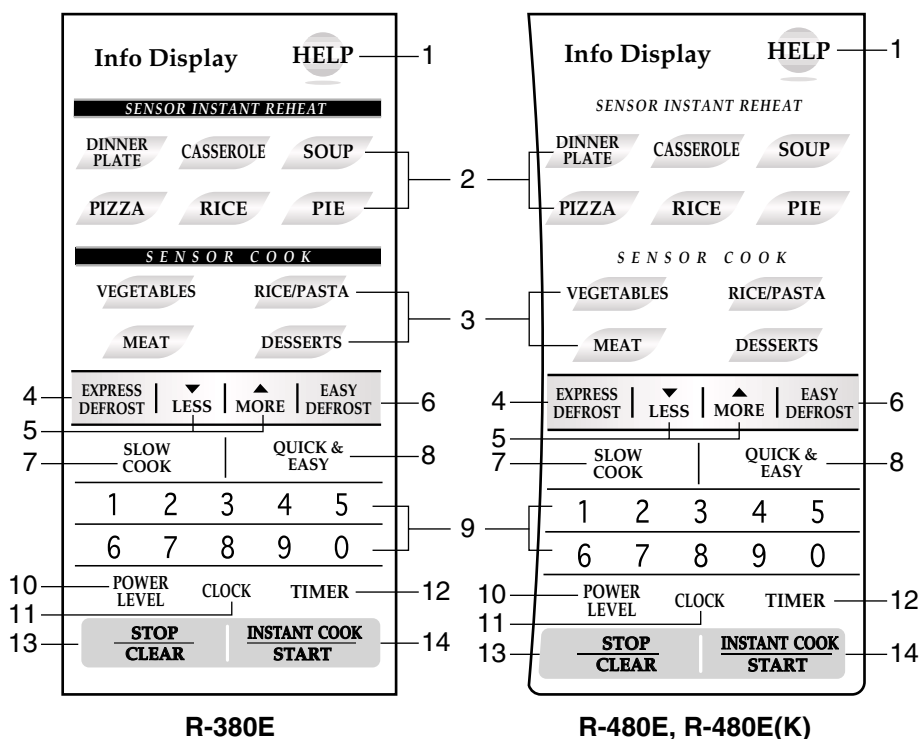 Info Display HELP 1
SENSOR INSTANT REHEAT
DINNER PLATE CASSEROLE SOUP
2
PIZZA RICE PIE
SENSOR COOK
VEGETABLES RICE/PASTA
3
MEAT DESSERTS
4 EXPRESS DEFROST ▼ LESS ▲ MORE EASY DEFROST 6
5
7 SLOW COOK QUICK & EASY 8
1 2 3 4 5
9
6 7 8 9 0
10 POWER LEVEL CLOCK TIMER 12
11
13 STOP CLEAR INSTANT COOK START 14
R-380E
Info Display HELP 1
SENSOR INSTANT REHEAT
DINNER PLATE CASSEROLE SOUP
PIZZA RICE PIE
SENSOR COOK
VEGETABLES RICE/PASTA
MEAT DESSERTS
4 EXPRESS DEFROST ▼ LESS ▲ MORE EASY DEFROST 6
5
7 SLOW COOK QUICK & EASY 8
1 2 3 4 5
6 7 8 9 0
10 POWER LEVEL CLOCK TIMER 12
11
13 STOP CLEAR INSTANT COOK START 14
R-480E, R-480E(K)